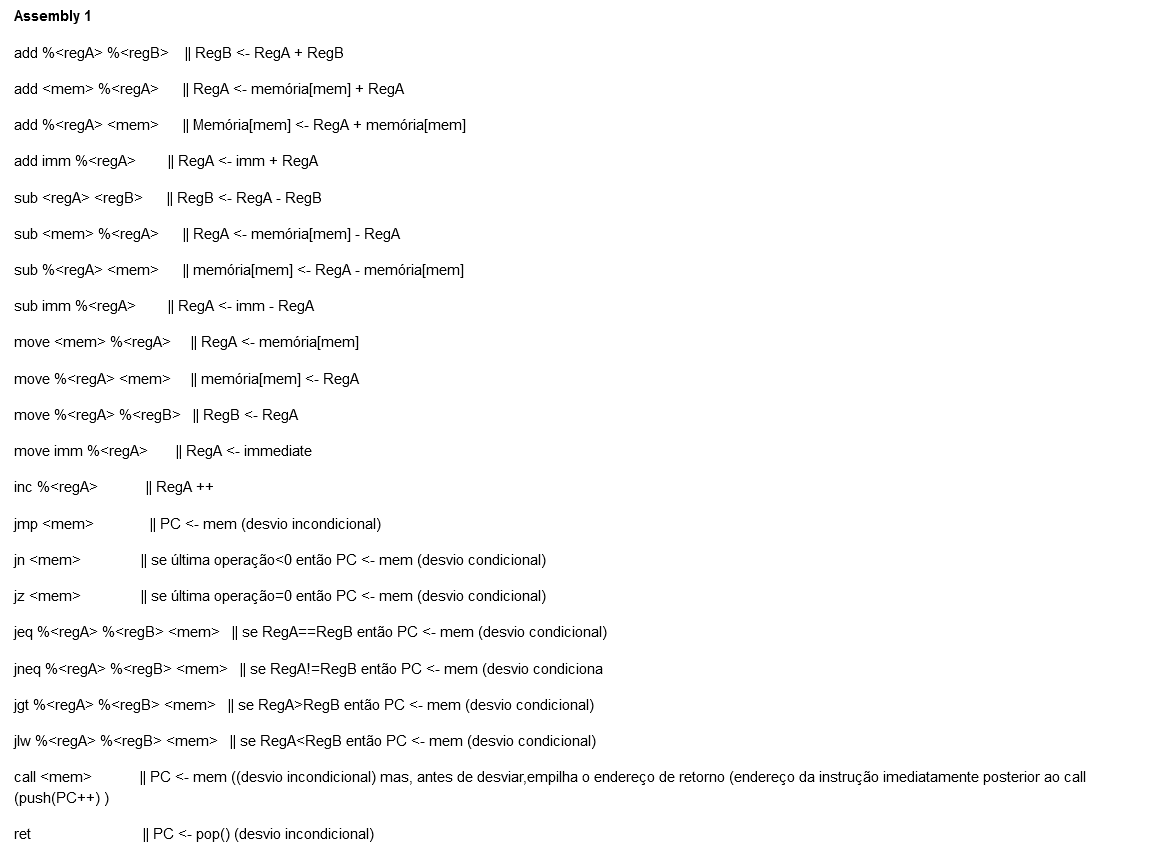 Assembly 1
add %<regA> %<regB> || RegB <- RegA + RegB
add <mem> %<regA> || RegA <- memória[mem] + RegA
add %<regA> <mem> || Memória[mem] <- RegA + memória[mem]
add imm %<regA> || RegA <- imm + RegA
sub <regA> <regB> || RegB <- RegA - RegB
sub <mem> %<regA> || RegA <- memória[mem] - RegA
sub %<regA> <mem> || memória[mem] <- RegA - memória[mem]
sub imm %<regA> || RegA <- imm - RegA
move <mem> %<regA> || RegA <- memória[mem]
move %<regA> <mem> || memória[mem] <- RegA
move %<regA> %<regB> || RegB <- RegA
move imm %<regA> || RegA <- immediate
inc %<regA> || RegA ++
jmp <mem> || PC <- mem (desvio incondicional)
jn <mem> || se última operação<0 então PC <- mem (desvio condicional)
jz <mem> || se última operação=0 então PC <- mem (desvio condicional)
jeq %<regA> %<regB> <mem> || se RegA==RegB então PC <- mem (desvio condicional)
jneq %<regA> %<regB> <mem> || se RegA!=RegB então PC <- mem (desvio condiciona
jgt %<regA> %<regB> <mem> || se RegA>RegB então PC <- mem (desvio condicional)
jlw %<regA> %<regB> <mem> || se RegA<RegB então PC <- mem (desvio condicional)
call <mem> || PC <- mem ((desvio incondicional) mas, antes de desviar,empilha o endereço de retorno (endereço da instrução imediatamente posterior ao call
(push(PC++) )
ret || PC <- pop() (desvio incondicional)